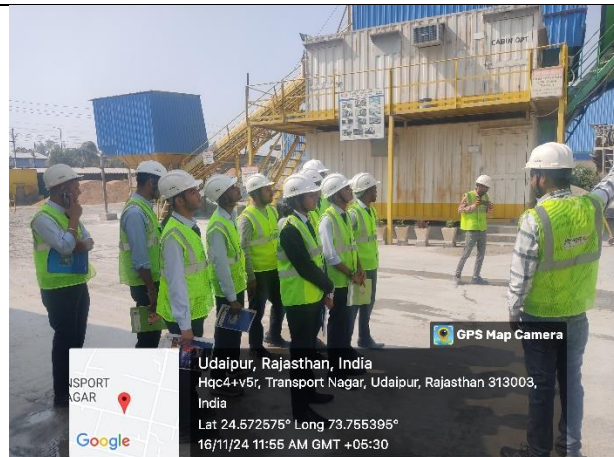 CABIN OPT
GPS Map Camera
NSPORT
AGAR
Google
Udaipur, Rajasthan, India
Hqc4+v5r, Transport Nagar, Udaipur, Rajasthan 313003,
India
Lat 24.572575° Long 73.755395°
16/11/24 11:55 AM GMT +05:30